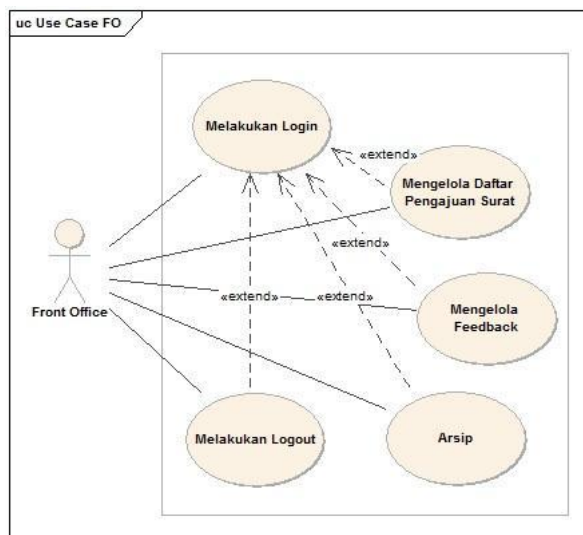 uc Use Case FO
Melakukan Login
«extend»
Mengelola Daftar
Pengajuan Surat
«extend»
Front Office
«extend»
«extend»
Mengelola
Feedback
Melakukan Logout
Arsip